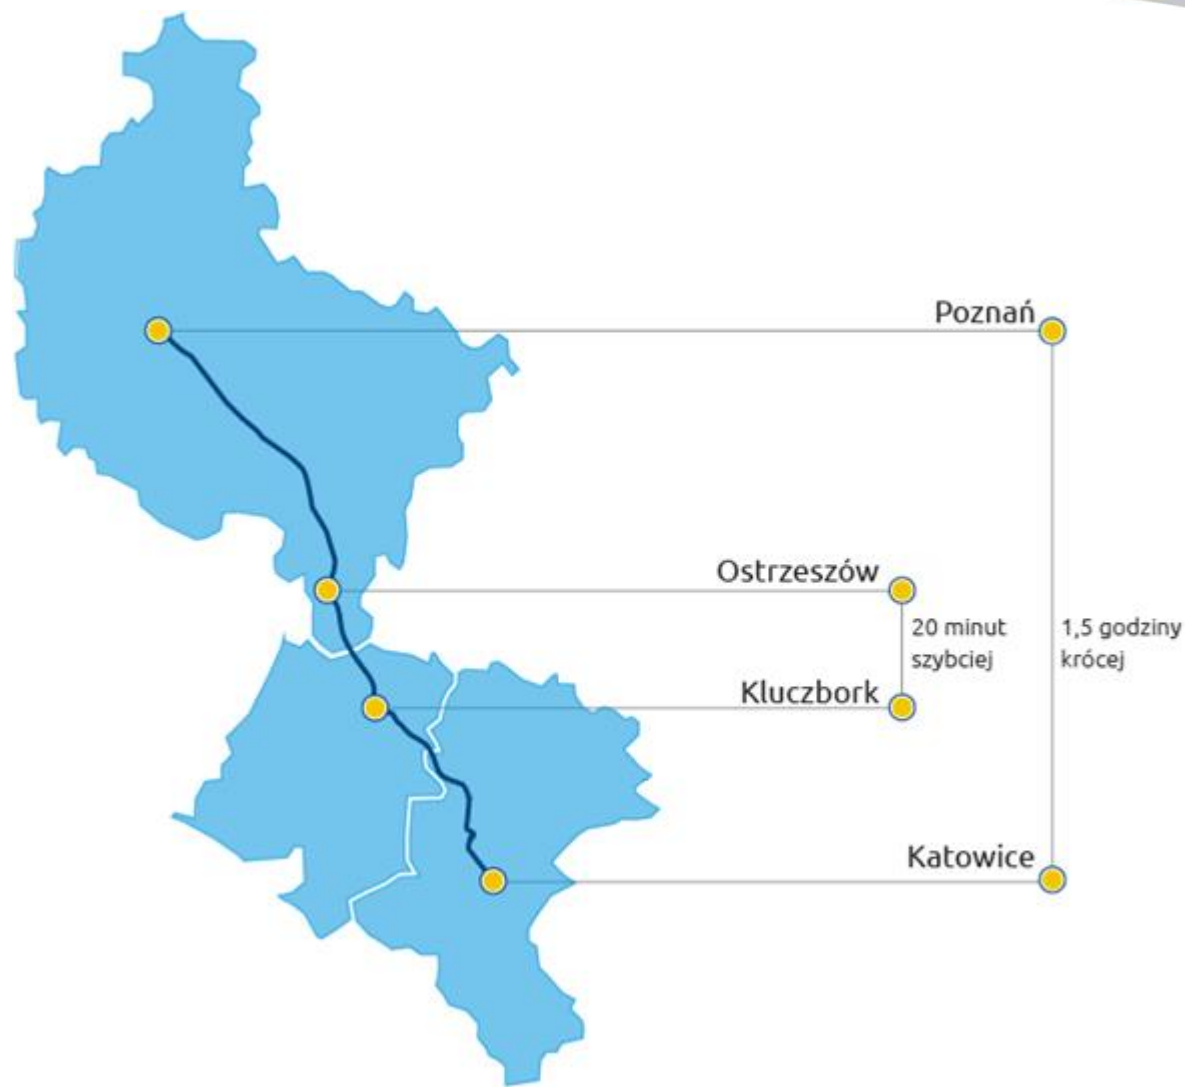 Poznań
Ostrzeszów
20 minut
szybciej
1,5 godziny
krócej
Kluczbork
Katowice